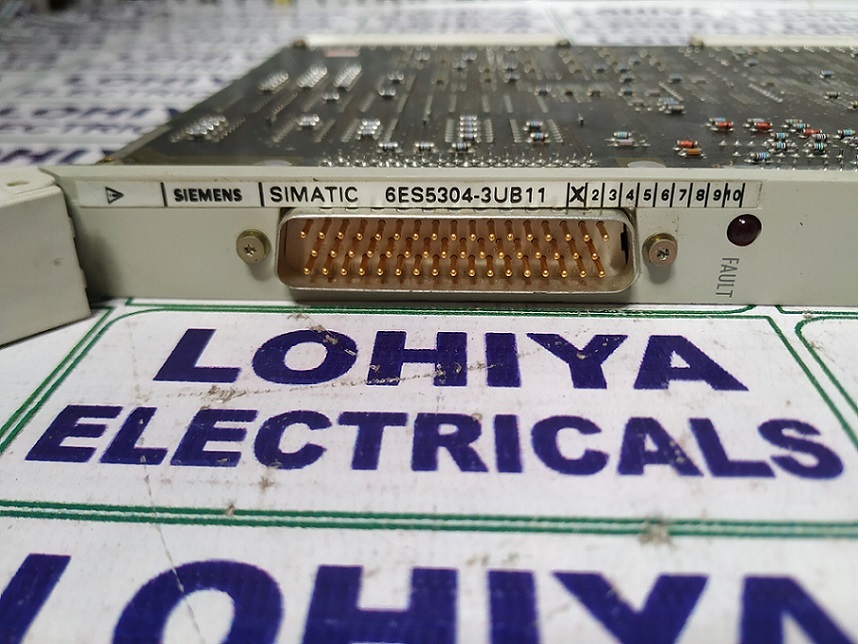 SIEMENS SIMATIC 6ES5304-3UB11 X 2 3 4 5 6 7 8 9 10
FAULT
LOHIYA
ELECTRICALS
LOHIYA